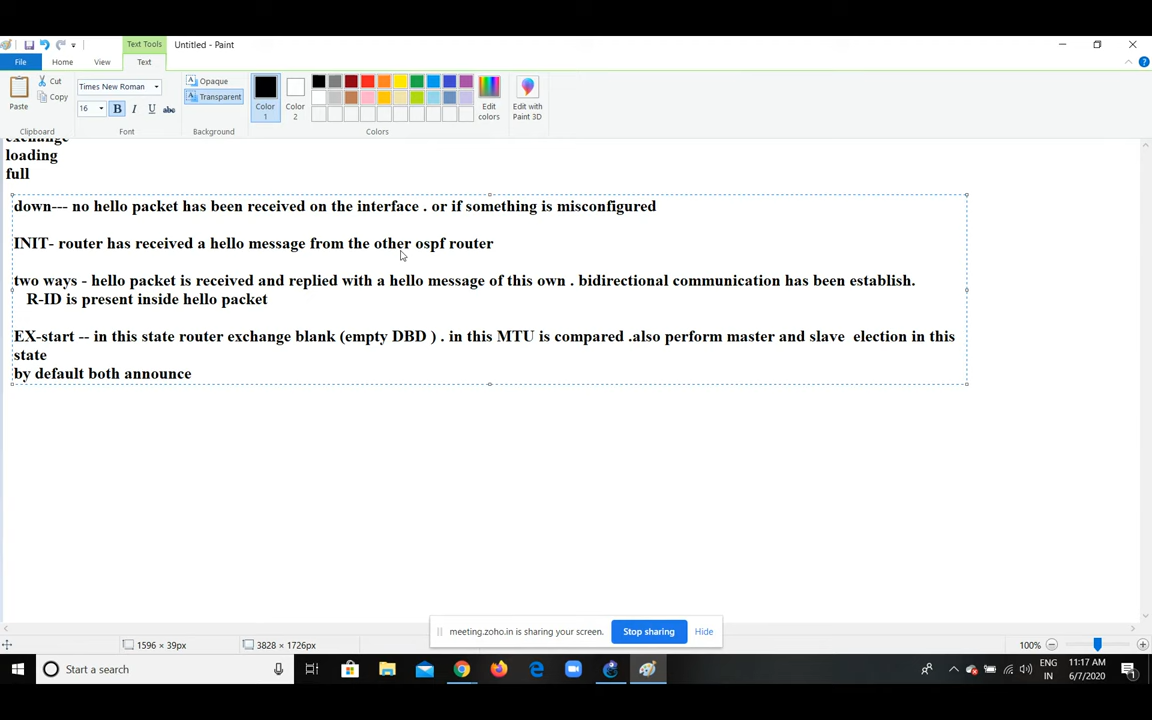 Text Tools
Untitled - Paint
File
Home
View
Text
Paste
Cut
Copy
Clipboard
Times New Roman
16
B
I
U
abc
Font
Opaque
Transparent
Background
Color
1
Color
2
Edit
colors
Edit with
Paint 3D
Colors
exchange
loading
full
down--- no hello packet has been received on the interface . or if something is misconfigured
INIT- router has received a hello message from the other ospf router
two ways - hello packet is received and replied with a hello message of this own . bidirectional communication has been establish.
R-ID is present inside hello packet
EX-start -- in this state router exchange blank (empty DBD ) . in this MTU is compared .also perform master and slave  election in this
state
by default both announce
meeting.zoho.in is sharing your screen.
Stop sharing
Hide
1596 × 39px
3828 × 1726px
100%
Start a search
ENG
IN
11:17 AM
6/7/2020
1